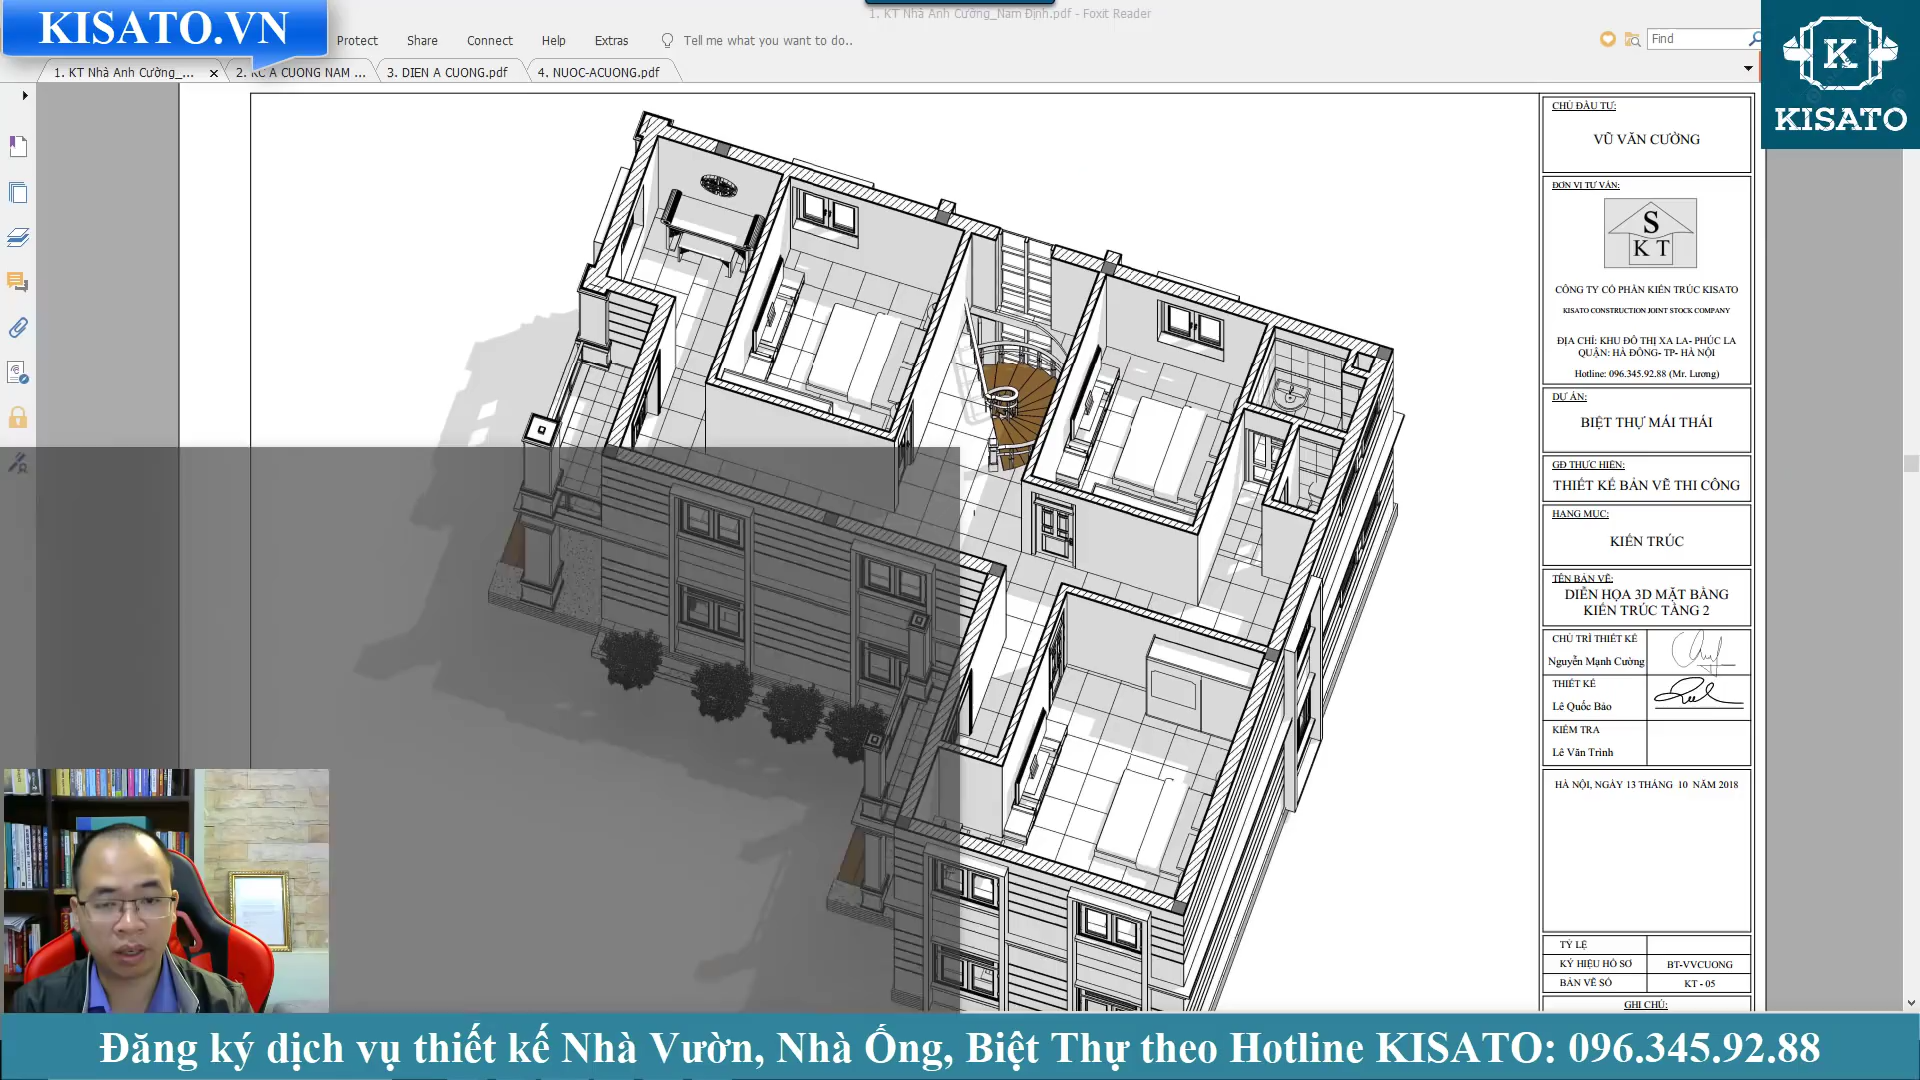 KISATO.VN
1. KT Nhà Anh Cường_Nam Định.pdf - Foxit Reader
Protect
Share
Connect
Help
Extras
Tell me what you want to do..
Find
1. KT Nhà Anh Cường_...
2. KC A CUONG NAM ...
3. DIEN A CUONG.pdf
4. NUOC-ACUONG.pdf
K
KISATO
CHỦ ĐẦU TƯ:
VŨ VĂN CƯỜNG
ĐƠN VỊ TƯ VẤN:
S
K T
CÔNG TY CỔ PHẦN KIẾN TRÚC KISATO
KISATO CONSTRUCTION JOINT STOCK COMPANY
ĐỊA CHỈ: KHU ĐÔ THỊ XA LA- PHÚC LA
QUẬN: HÀ ĐÔNG- TP- HÀ NỘI
Hotline: 096.345.92.88 (Mr. Lương)
DỰ ÁN:
BIỆT THỰ MÁI THÁI
GĐ THỰC HIỆN:
THIẾT KẾ BẢN VẼ THI CÔNG
HẠNG MỤC:
KIẾN TRÚC
TÊN BẢN VẼ:
DIỄN HỌA 3D MẶT BẰNG
KIẾN TRÚC TẦNG 2
CHỦ TRÌ THIẾT KẾ
Nguyễn Mạnh Cường
THIẾT KẾ
Lê Quốc Bảo
KIỂM TRA
Lê Văn Trình
HÀ NỘI, NGÀY 13 THÁNG 10 NĂM 2018
TỶ LỆ
KÝ HIỆU HỒ SƠ
BT-VVCUONG
BẢN VẼ SỐ
KT - 05
GHI CHÚ:
Đăng ký dịch vụ thiết kế Nhà Vườn, Nhà Ống, Biệt Thự theo Hotline KISATO: 096.345.92.88